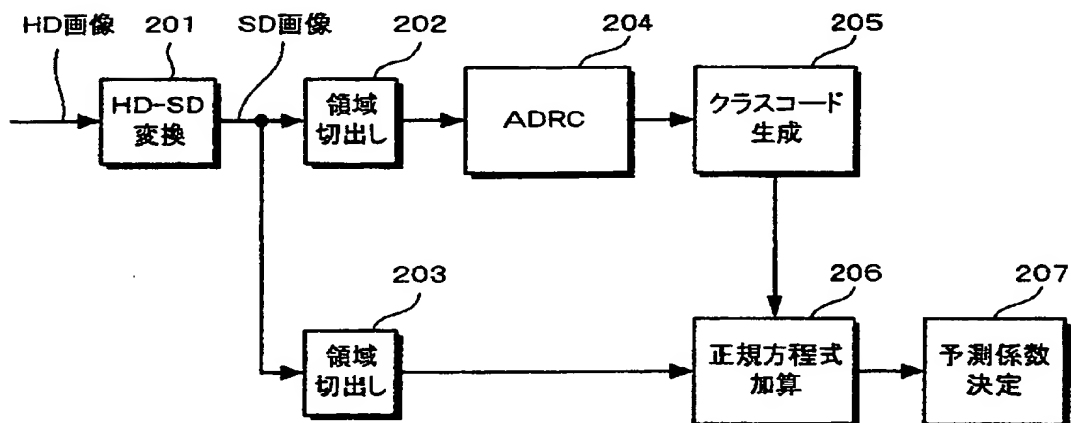 HD画像
201
SD画像
202
204
205
HD-SD
変換
領域
切出し
ADRC
クラスコード
生成
203
206
207
領域
切出し
正規方程式
加算
予測係数
決定